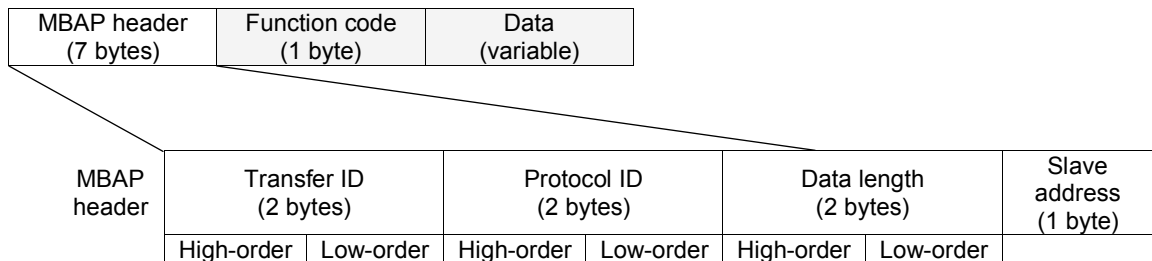 MBAP header
(7 bytes)
Function code
(1 byte)
Data
(variable)
MBAP
header
Transfer ID
(2 bytes)
Protocol ID
(2 bytes)
Data length
(2 bytes)
Slave
address
(1 byte)
High-order
Low-order
High-order
Low-order
High-order
Low-order